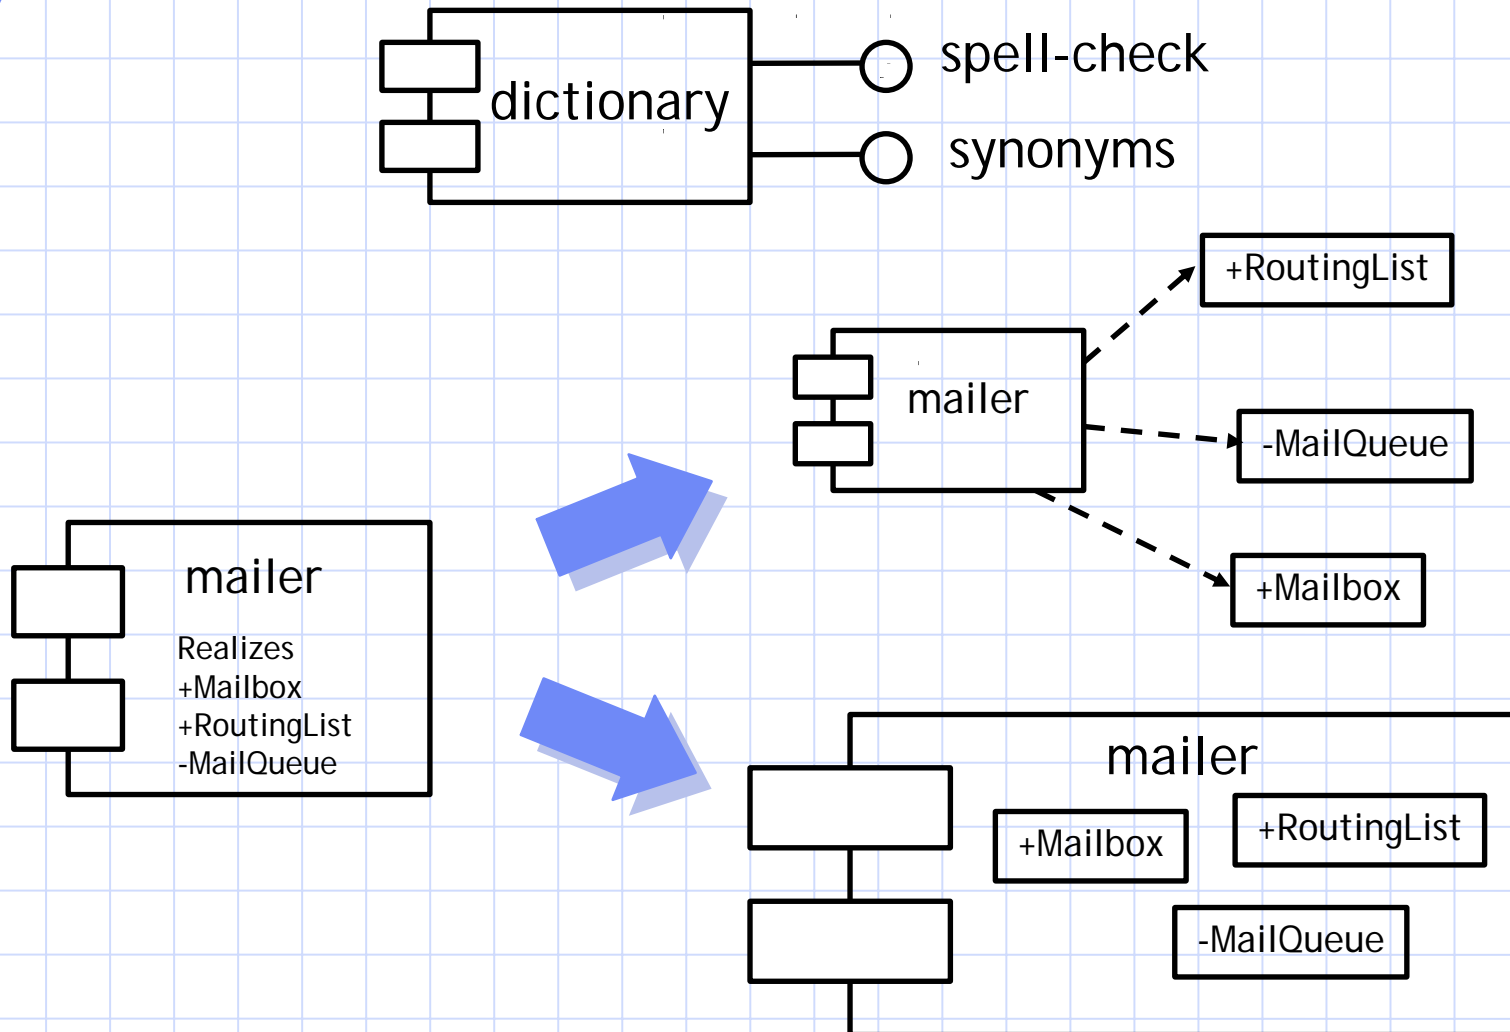 spell-check
dictionary
synonyms
+RoutingList
mailer
-MailQueue
+Mailbox
mailer
Realizes
+Mailbox
+RoutingList
-MailQueue
mailer
+Mailbox
+RoutingList
-MailQueue